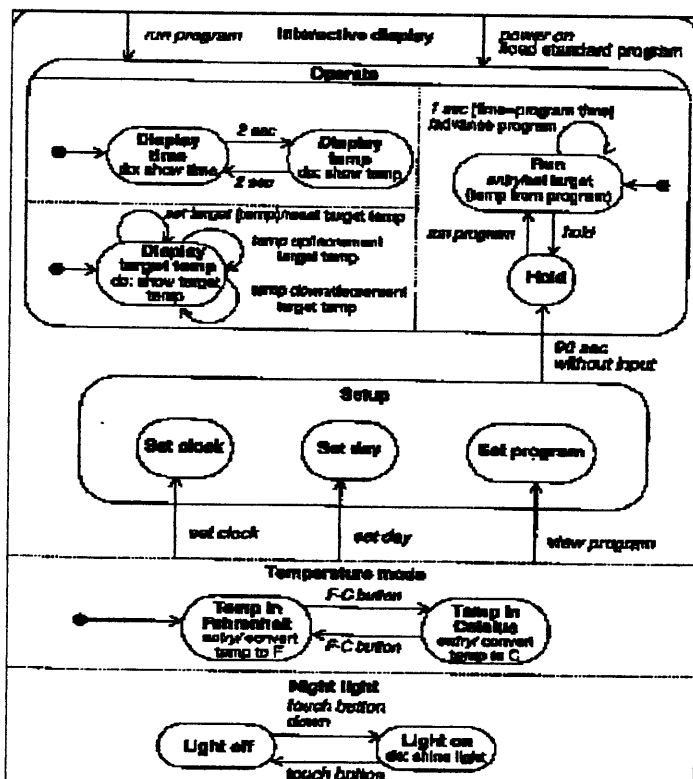 run program
Interactive display
power on
/load standard program
Operate
1 sec [time=program time]
/advance program
2 sec
Display
time
do: show time
Display
temp
do: show temp
2 sec
Run
entry/set target
(temp from program)
set target (temp)/reset target temp
Display
target temp
do: show target
temp
temp up/increment
target temp
temp down/decrement
target temp
run program
hold
Hold
90 sec
without input
Setup
Set clock
Set day
Set program
set clock
set day
view program
Temperature mode
F-C button
Temp in
Fahrenheit
entry/ convert
temp to F
Temp in
Celsius
entry/ convert
temp to C
F-C button
Night light
touch button
down
Light off
Light on
do: shine light
touch button